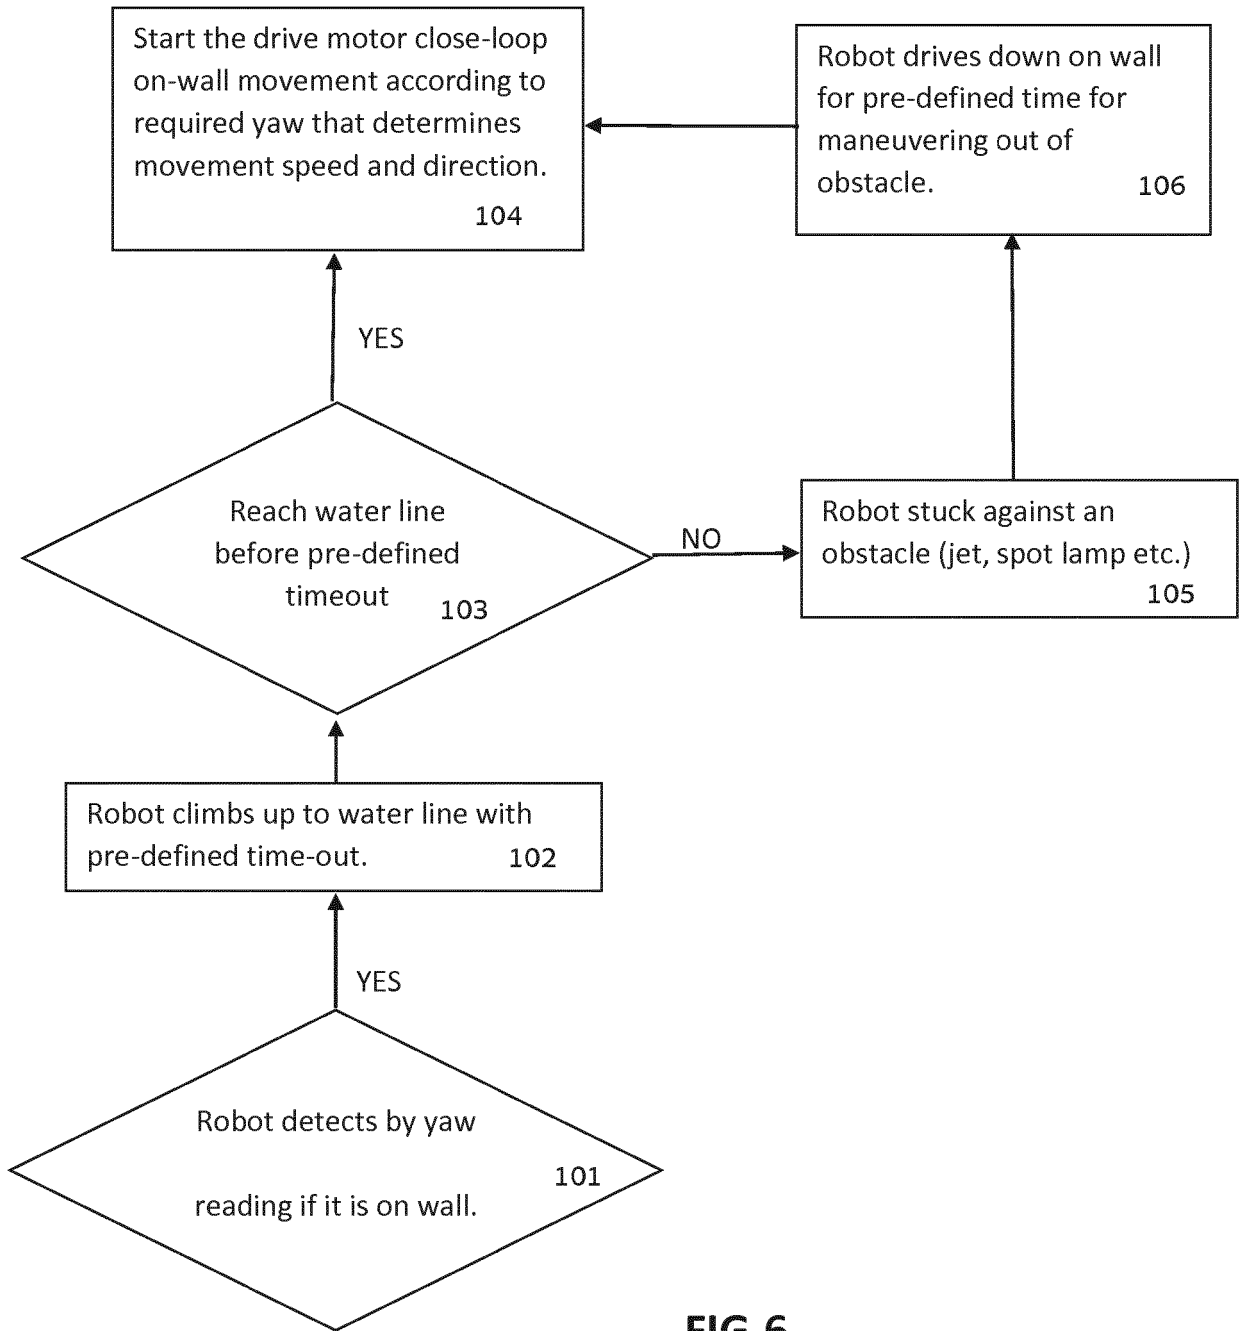 Start the drive motor close-loop
on-wall movement according to
required yaw that determines
movement speed and direction.
104
Robot drives down on wall
for pre-defined time for
maneuvering out of
obstacle.
106
YES
Reach water line
before pre-defined
timeout
103
NO
Robot stuck against an
obstacle (jet, spot lamp etc.)
105
Robot climbs up to water line with
pre-defined time-out.
102
YES
Robot detects by yaw
101
reading if it is on wall.
FIG 6